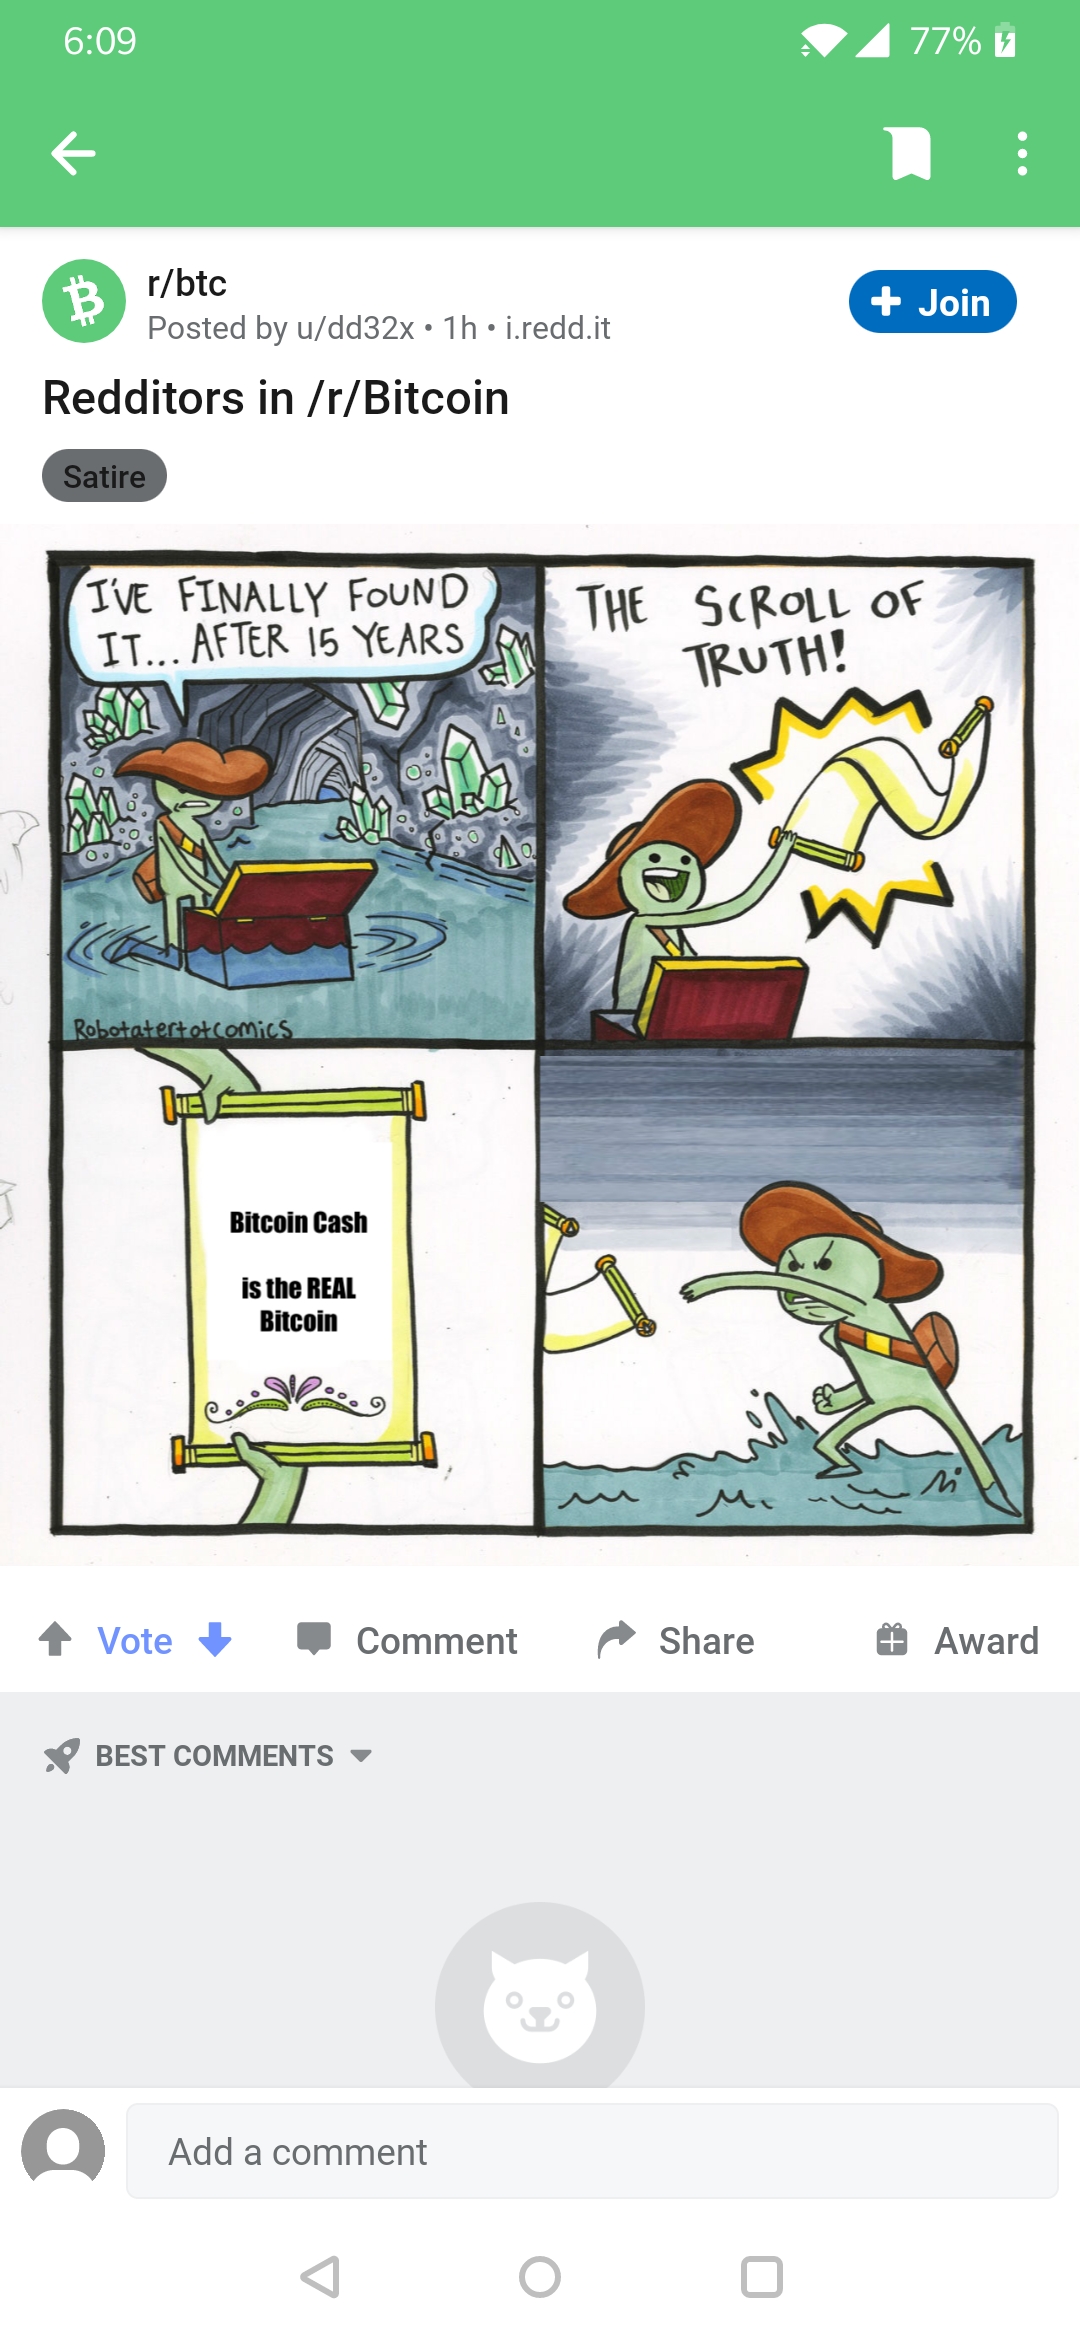 6:09
77%
r/btc
Posted by u/dd32x • 1h • i.redd.it
+ Join
Redditors in /r/Bitcoin
Satire
I'VE FINALLY FOUND
IT... AFTER 15 YEARS
THE SCROLL OF
TRUTH!
Robotatertotcomics
Bitcoin Cash
is the REAL
Bitcoin
Vote
Comment
Share
Award
BEST COMMENTS
Add a comment